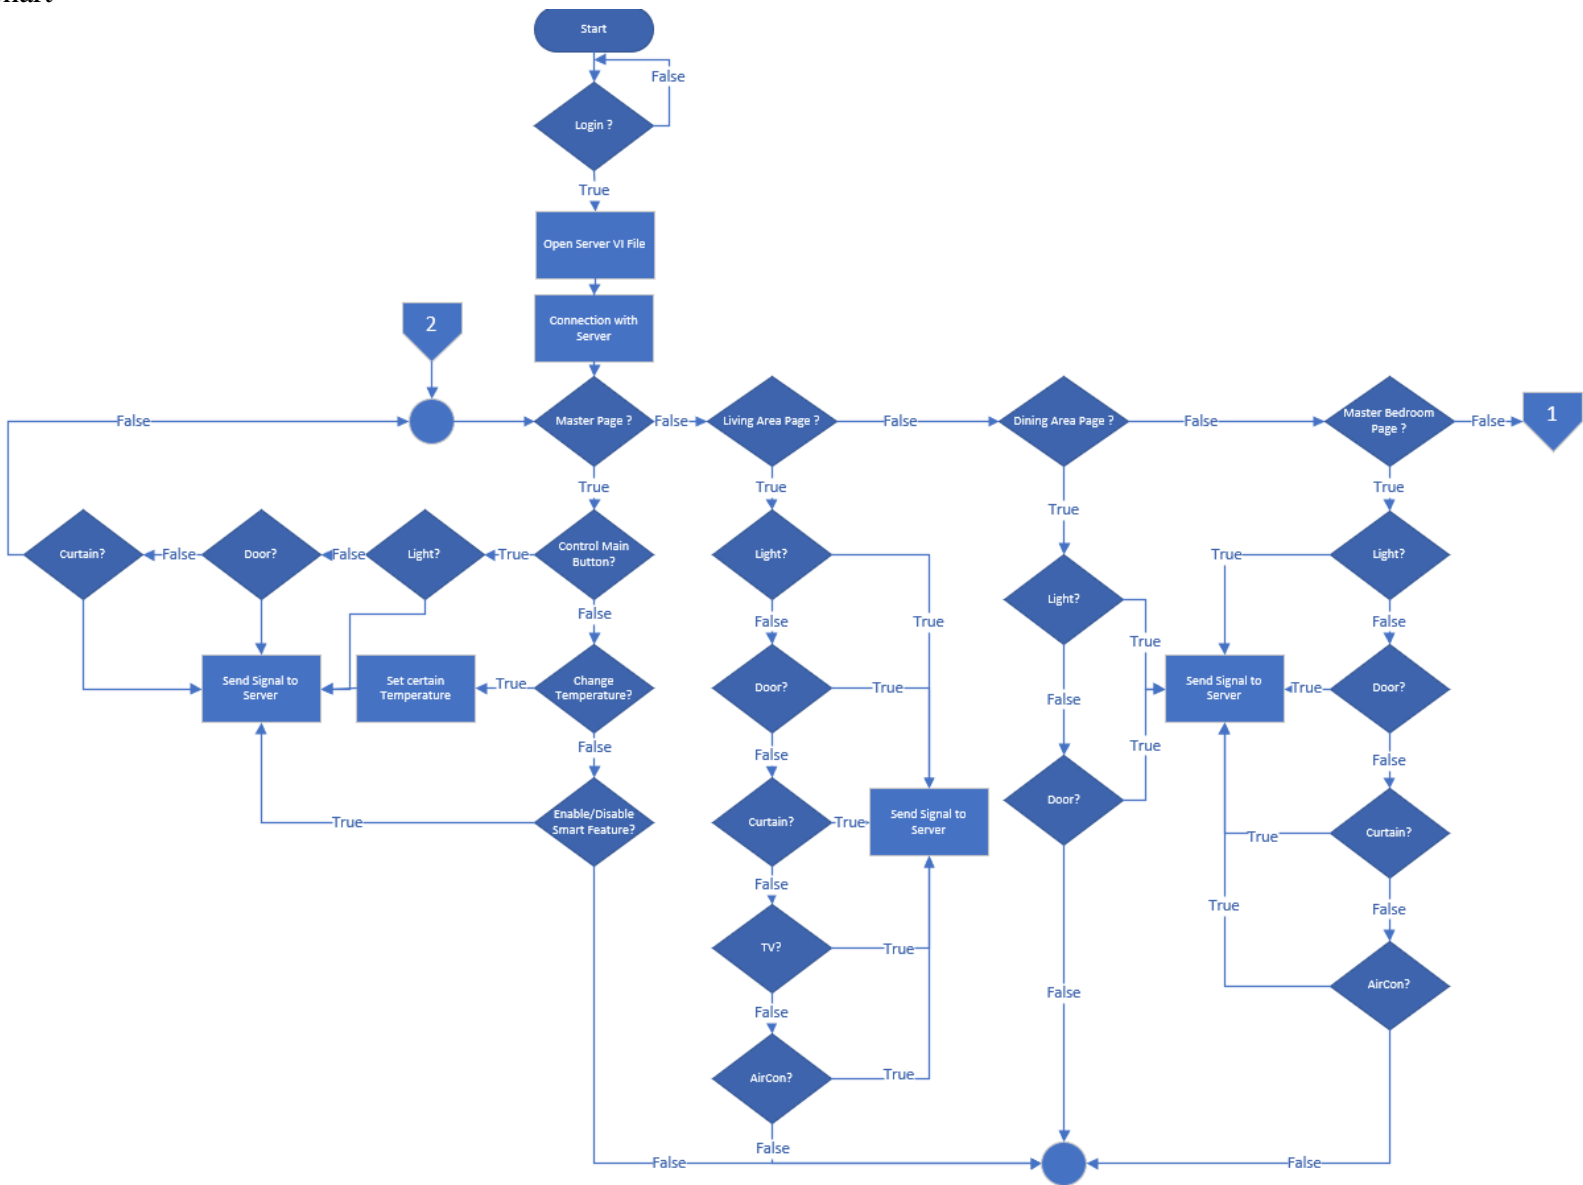 Start
False
Login ?
True
Open Server VI File
2
Connection with
Server
False
Master Page ?
False
Living Area Page ?
False
Dining Area Page ?
False
Master Bedroom
Page ?
False
1
True
True
True
True
Curtain?
False
Door?
False
Light?
True
Control Main
Button?
Light?
True
Light?
False
False
True
Light?
True
False
Send Signal to
Server
Set certain
Temperature
True
Change
Temperature?
Door?
True
False
Send Signal to
Server
True
Door?
False
False
True
False
True
Enable/Disable
Smart Feature?
Curtain?
True
Send Signal to
Server
Door?
True
Curtain?
False
True
False
TV?
True
False
AirCon?
False
AirCon?
True
False
False
False